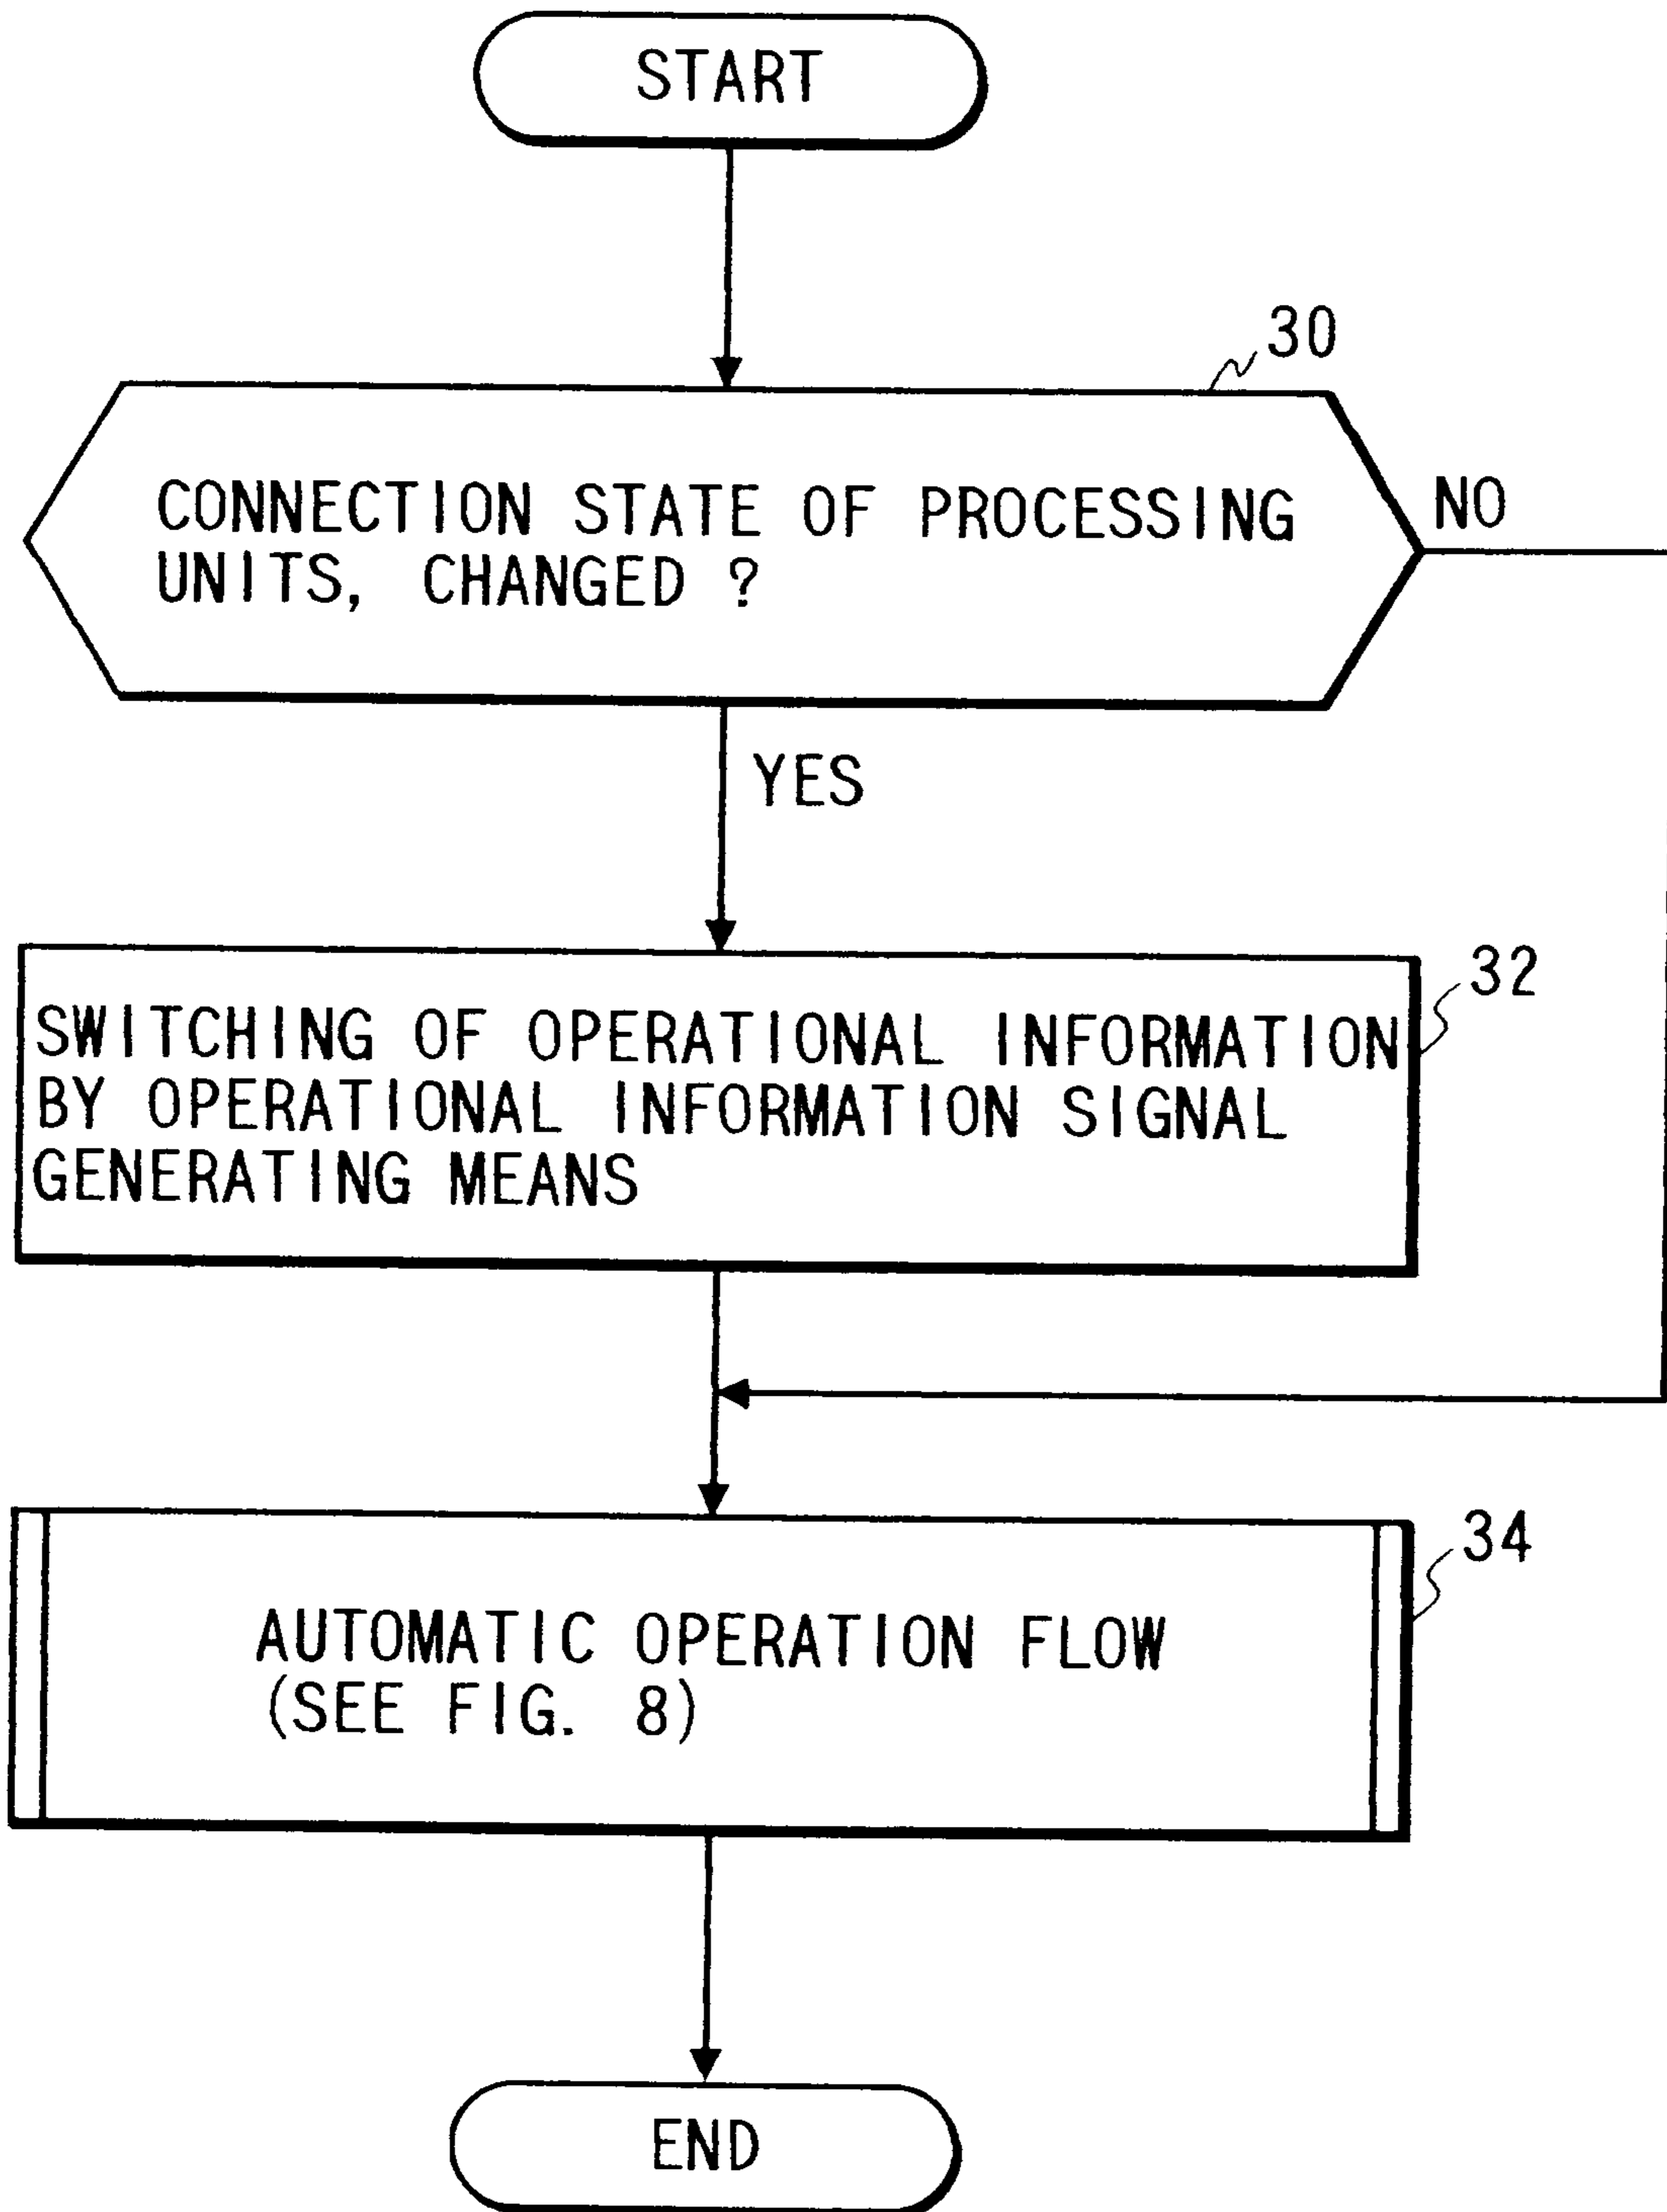 START
30
CONNECTION STATE OF PROCESSING
UNITS, CHANGED ?
NO
YES
32
SWITCHING OF OPERATIONAL INFORMATION
BY OPERATIONAL INFORMATION SIGNAL
GENERATING MEANS
34
AUTOMATIC OPERATION FLOW
(SEE FIG. 8)
END